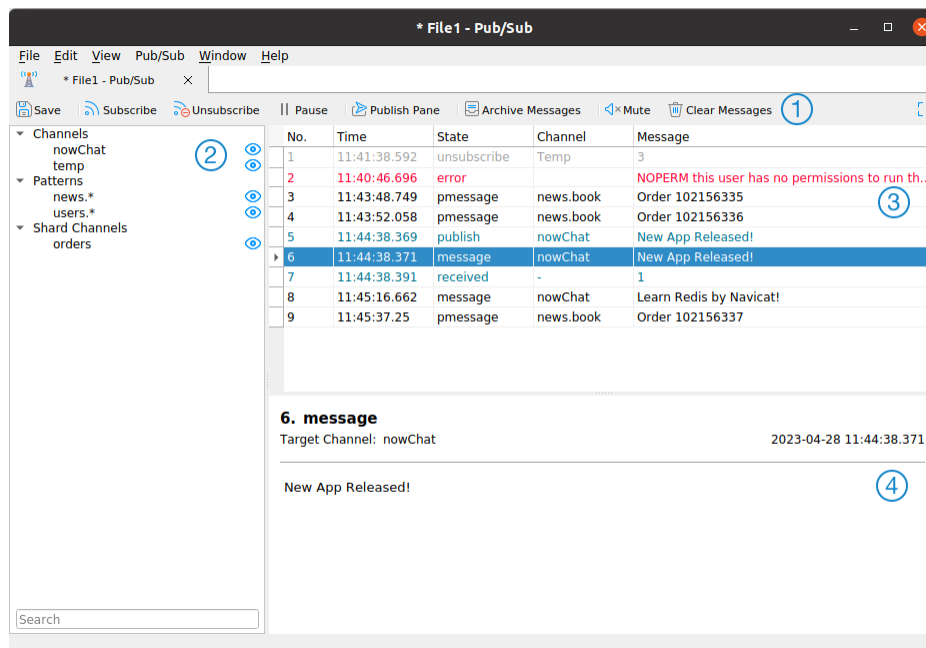 * File1 - Pub/Sub
File Edit View Pub/Sub Window Help
* File1 - Pub/Sub
Save Subscribe Unsubscribe Pause Publish Pane Archive Messages Mute Clear Messages 1
Channels
nowChat
temp
2
Patterns
news.*
users.*
Shard Channels
orders
Search
No. Time State Channel Message
1 11:41:38.592 unsubscribe Temp 3
2 11:40:46.696 error NOPERM this user has no permissions to run th...
3 11:43:48.749 pmessage news.book Order 102156335
3
4 11:43:52.058 pmessage news.book Order 102156336
5 11:44:38.369 publish nowChat New App Released!
6 11:44:38.371 message nowChat New App Released!
7 11:44:38.391 received - 1
8 11:45:16.662 message nowChat Learn Redis by Navicat!
9 11:45:37.25 pmessage news.book Order 102156337
6. message
Target Channel: nowChat 2023-04-28 11:44:38.371
New App Released!
4